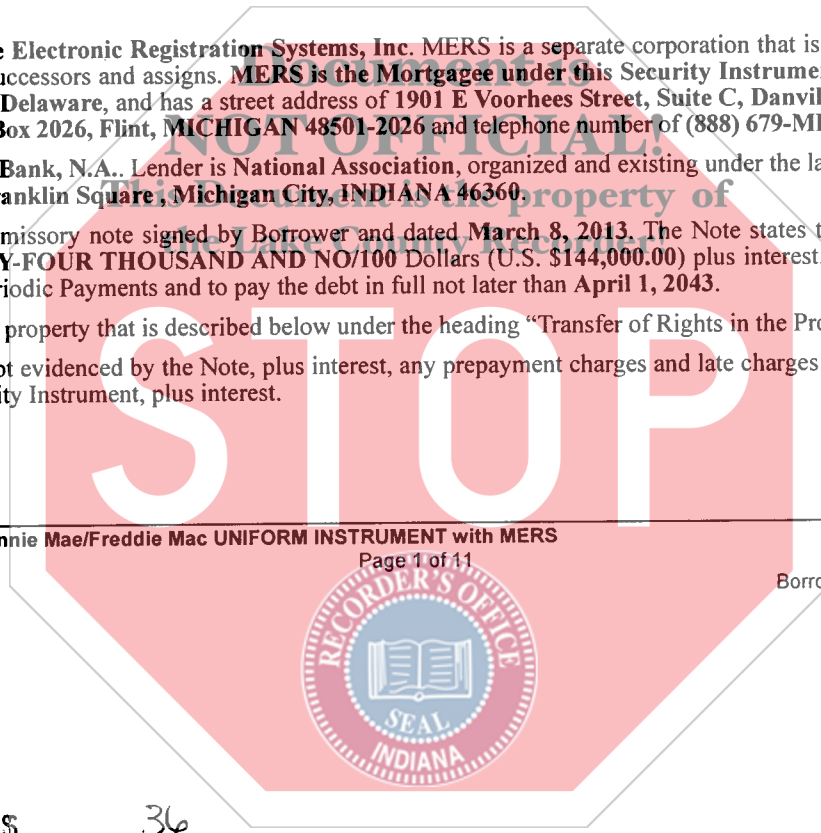 Electronic Registration Systems, Inc. MERS is a separate corporation that is
ccessors and assigns. MERS is the Mortgagee under this Security Instrume
Delaware, and has a street address of 1901 E Voorhees Street, Suite C, Danvil
Box 2026, Flint, MICHIGAN 48501-2026 and telephone number of (888) 679-M
Bank, N.A.. Lender is National Association, organized and existing under the la
anklin Square , Michigan City, INDIANA 46360.
missory note signed by Borrower and dated March 8, 2013. The Note states t
Y-FOUR THOUSAND AND NO/100 Dollars (U.S. $144,000.00) plus interest.
riodic Payments and to pay the debt in full not later than April 1, 2043.
property that is described below under the heading “Transfer of Rights in the Pro
ot evidenced by the Note, plus interest, any prepayment charges and late charges
ity Instrument, plus interest.
Document is
NOT OFFICIAL!
This Document is the property of
the Lake County Recorder!
STOP
nnie Mae/Freddie Mac UNIFORM INSTRUMENT with MERS
Page 1 of 11
Borro
RECORDER'S OFFICE
SEAL
INDIANA
$ 36